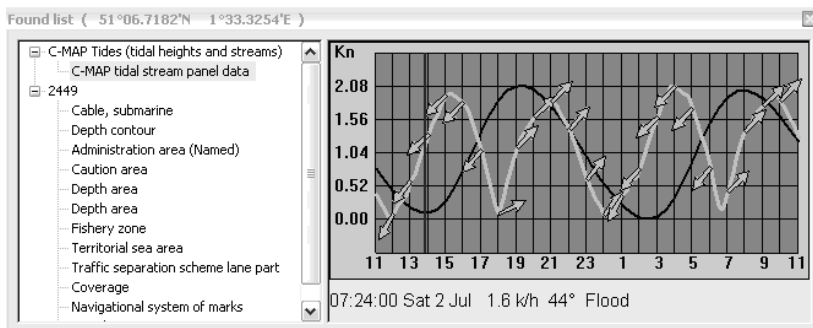 Found list ( 51°06.7182'N 1°33.3254'E )
C-MAP Tides (tidal heights and streams)
C-MAP tidal stream panel data
2449
Cable, submarine
Depth contour
Administration area (Named)
Caution area
Depth area
Depth area
Fishery zone
Territorial sea area
Traffic separation scheme lane part
Coverage
Navigational system of marks
Kn
2.08
1.56
1.04
0.52
0.00
11 13 15 17 19 21 23 1 3 5 7 9 11
07:24:00 Sat 2 Jul 1.6 k/h 44° Flood